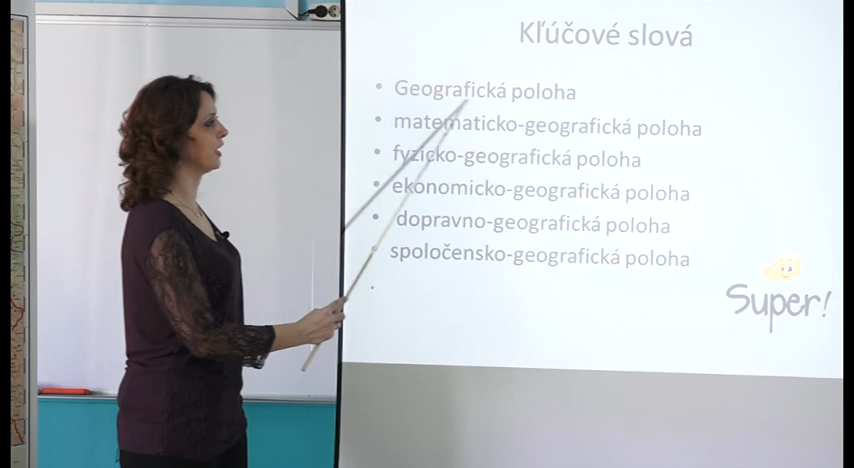 Kľúčové slová
• Geografická poloha
• matematicko-geografická poloha
• fyzicko-geografická poloha
• ekonomicko-geografická poloha
• dopravno-geografická poloha
spoločensko-geografická poloha
Super!